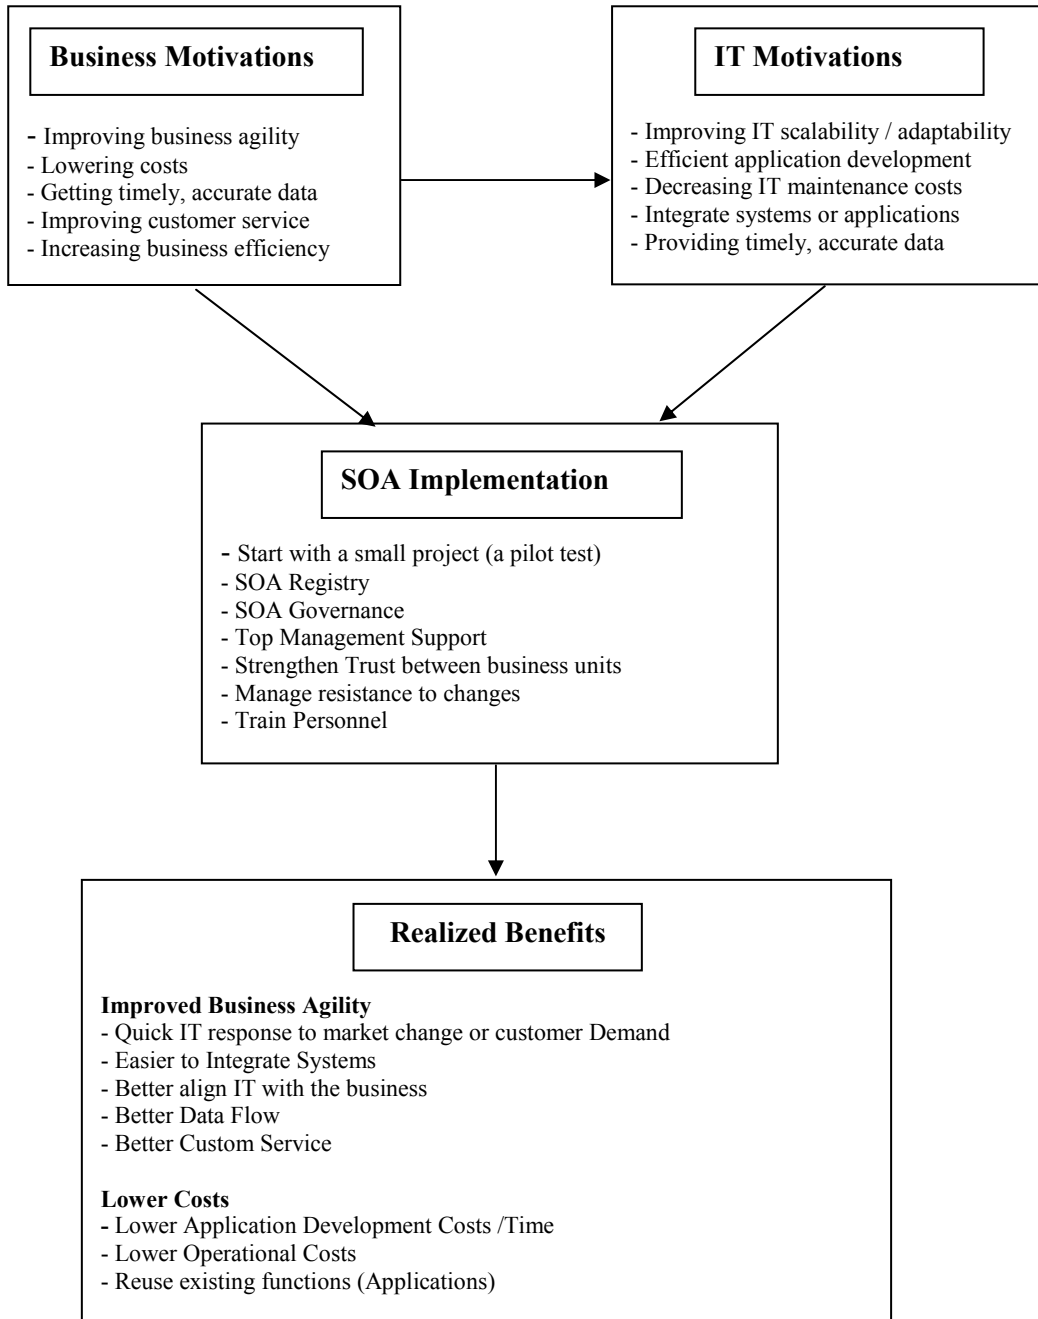 Business Motivations
- Improving business agility
- Lowering costs
- Getting timely, accurate data
- Improving customer service
- Increasing business efficiency
IT Motivations
- Improving IT scalability / adaptability
- Efficient application development
- Decreasing IT maintenance costs
- Integrate systems or applications
- Providing timely, accurate data
SOA Implementation
- Start with a small project (a pilot test)
- SOA Registry
- SOA Governance
- Top Management Support
- Strengthen Trust between business units
- Manage resistance to changes
- Train Personnel
Realized Benefits
Improved Business Agility
- Quick IT response to market change or customer Demand
- Easier to Integrate Systems
- Better align IT with the business
- Better Data Flow
- Better Custom Service
Lower Costs
- Lower Application Development Costs /Time
- Lower Operational Costs
- Reuse existing functions (Applications)